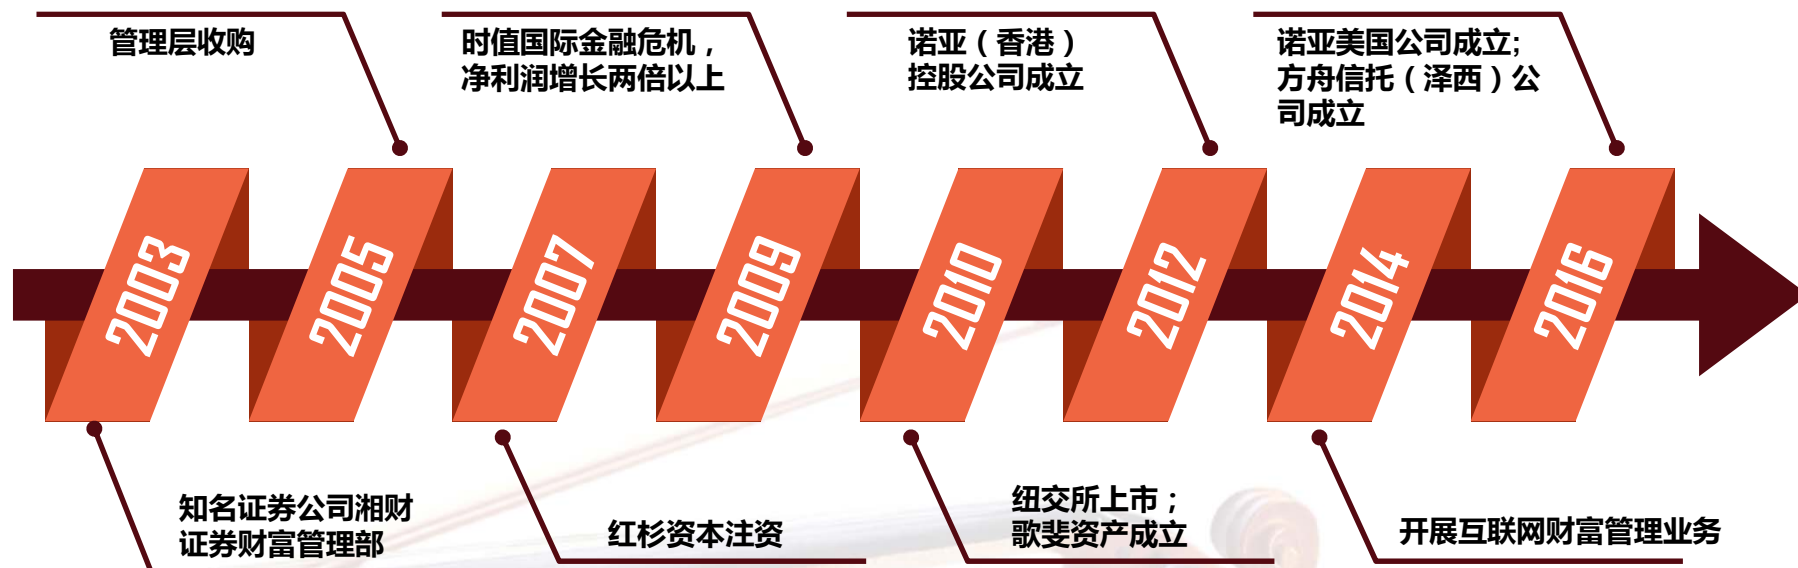 管理层收购
时值国际金融危机，
净利润增长两倍以上
诺亚（香港）
控股公司成立
诺亚美国公司成立;
方舟信托（泽西）公
司成立
2003
2005
2007
2009
2010
2012
2014
2016
知名证券公司湘财
证券财富管理部
红杉资本注资
纽交所上市；
歌斐资产成立
开展互联网财富管理业务